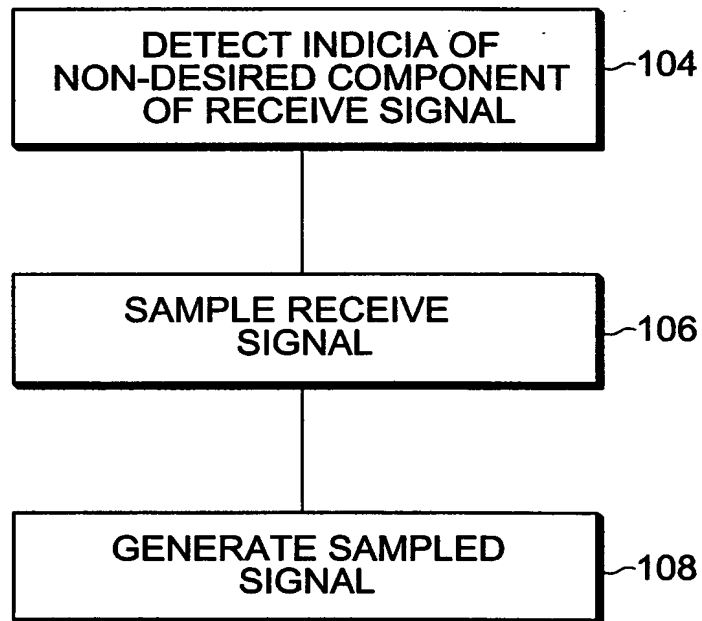 DETECT INDICIA OF
NON-DESIRED COMPONENT
OF RECEIVE SIGNAL
104
SAMPLE RECEIVE
SIGNAL
106
GENERATE SAMPLED
SIGNAL
108